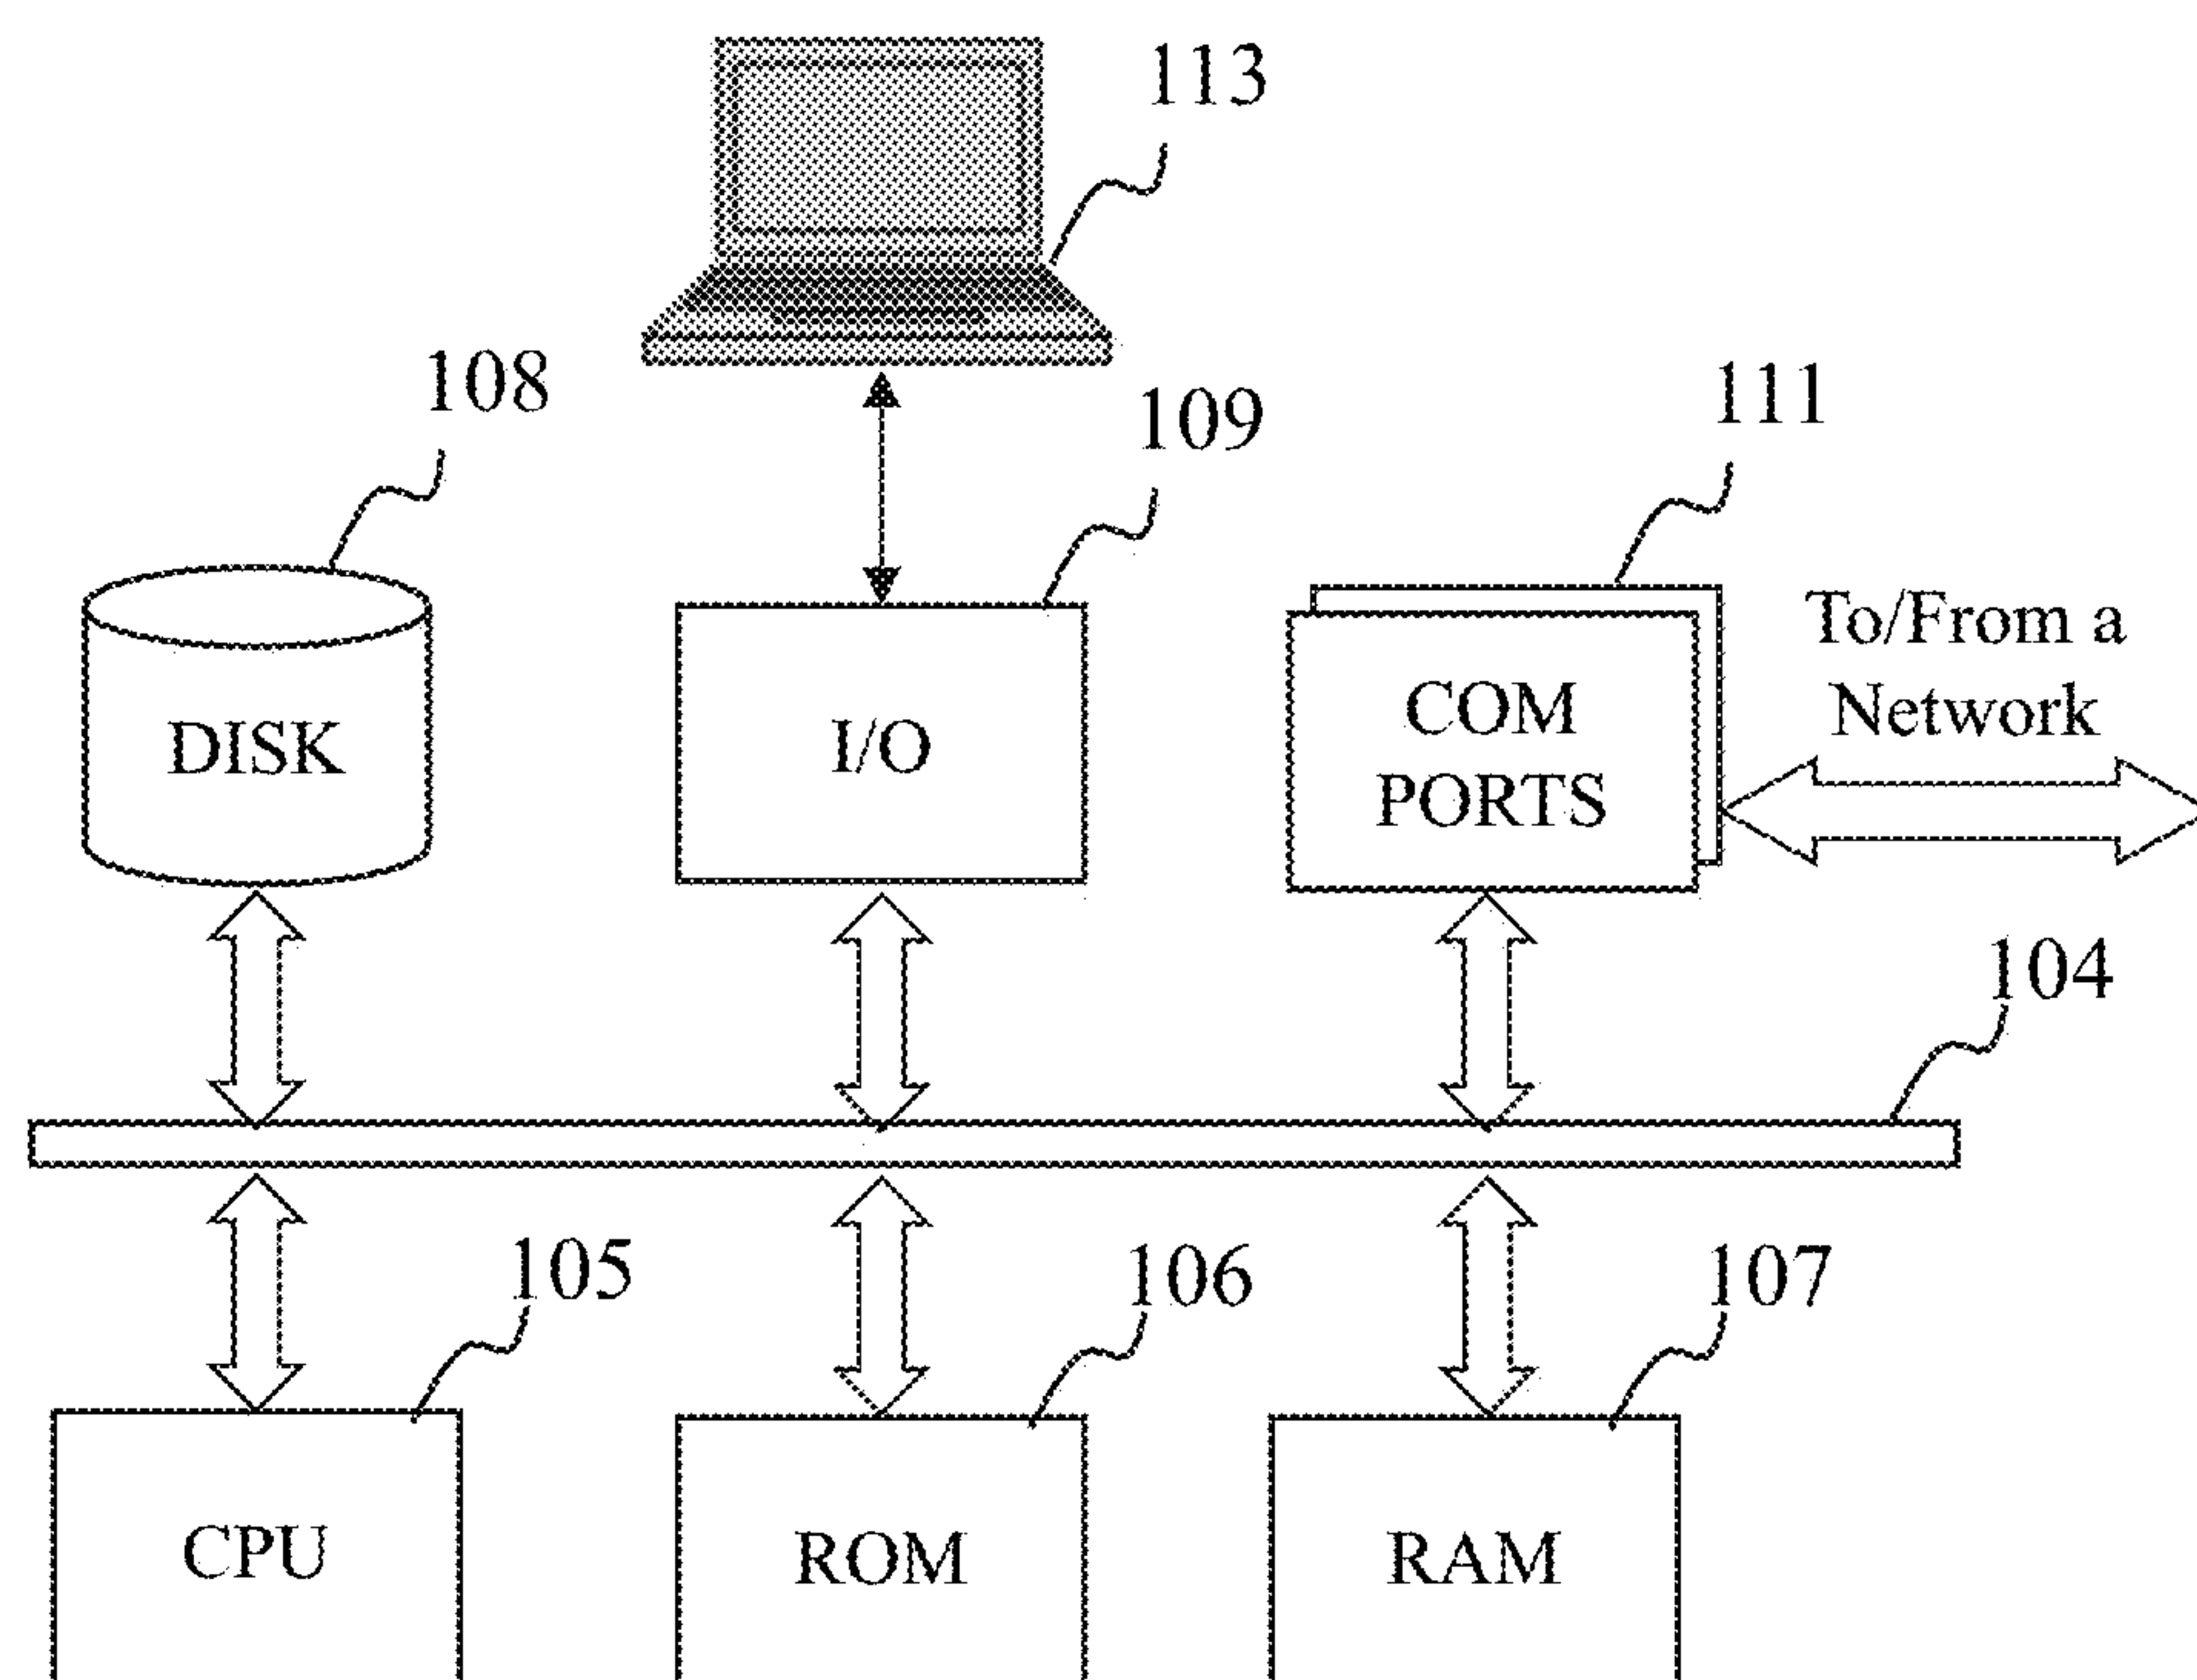 113
108
109
111
To/From a
Network
DISK
I/O
COM
PORTS
104
105
106
107
CPU
ROM
RAM